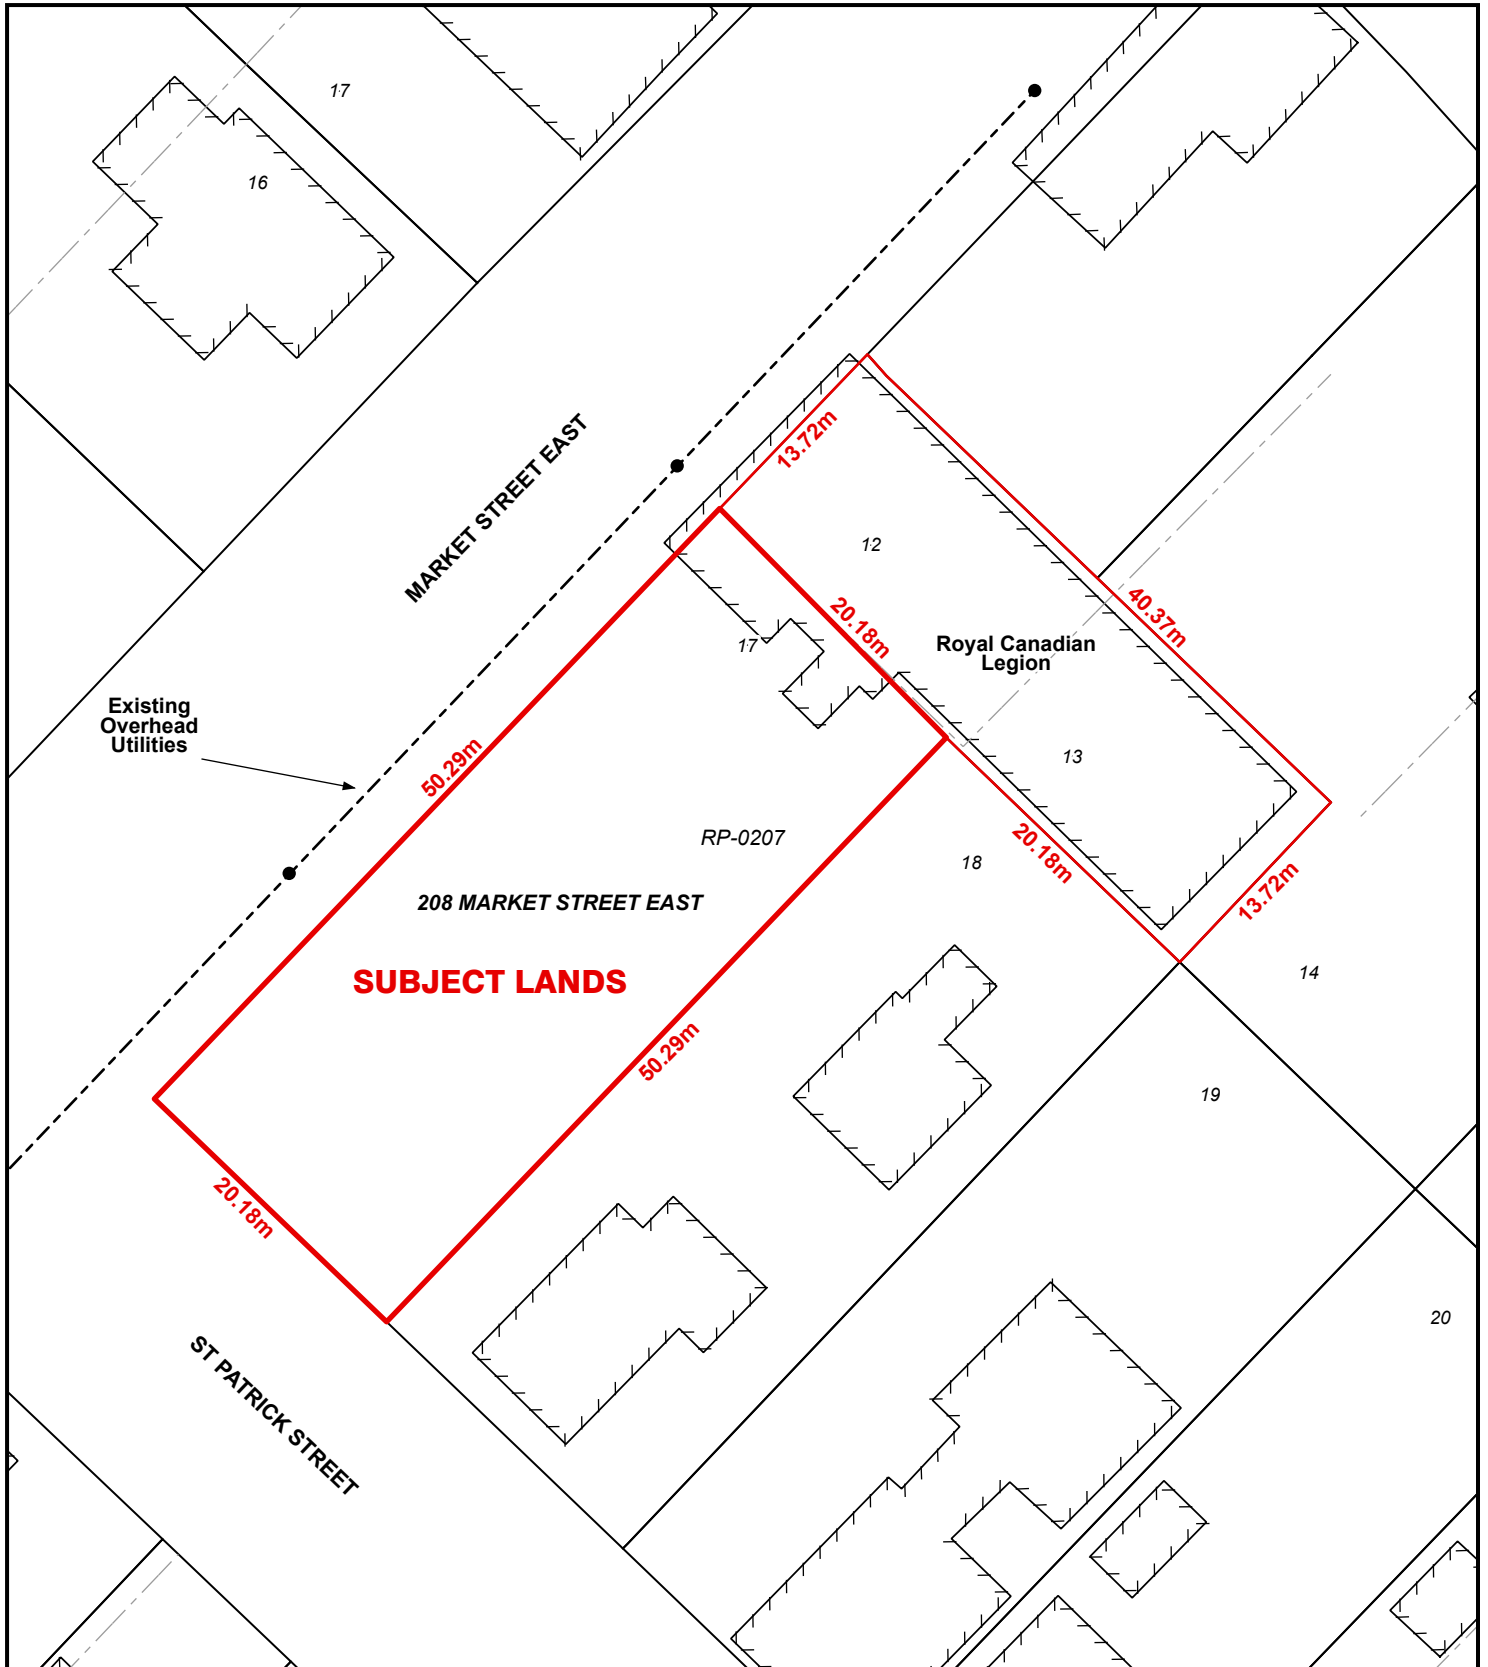 17
16
13.72m
MARKET STREET EAST
12
20.18m
40.37m
17
Royal Canadian
Legion
Existing
Overhead
Utilities
50.29m
13
RP-0207
18
20.18m
13.72m
208 MARKET STREET EAST
SUBJECT LANDS
14
50.29m
19
20.18m
20
ST PATRICK STREET